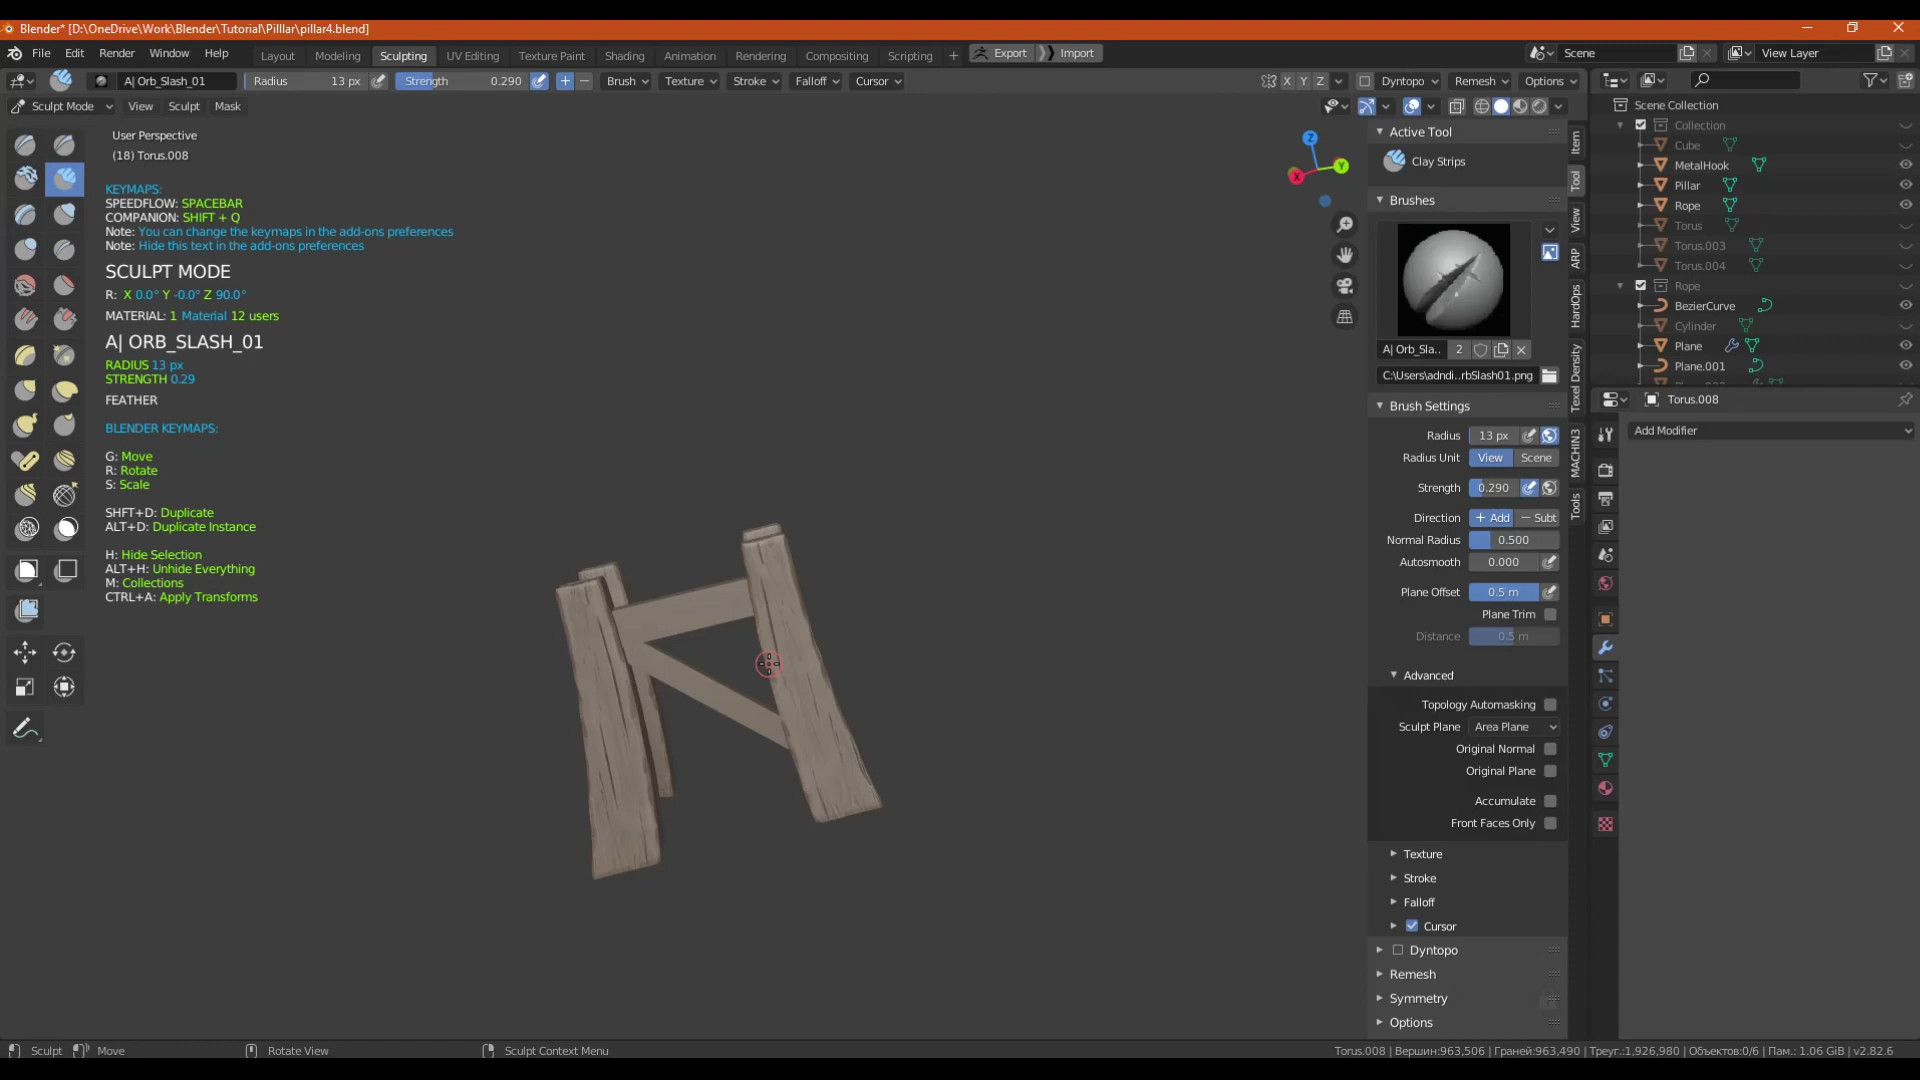 Blender* [D:\OneDrive\Work\Blender\Tutorial\Pilllar\pillar4.blend]
File Edit Render Window Help
Layout Modeling Sculpting UV Editing Texture Paint Shading Animation Rendering Compositing Scripting + Export Import
Scene View Layer
A| Orb_Slash_01 Radius 13 px Strength 0.290 + − Brush Texture Stroke Falloff Cursor
X Y Z Dyntopo Remesh Options
Sculpt Mode View Sculpt Mask
User Perspective
(18) Torus.008
KEYMAPS:
SPEEDFLOW: SPACEBAR
COMPANION: SHIFT + Q
Note: You can change the keymaps in the add-ons preferences
Note: Hide this text in the add-ons preferences
SCULPT MODE
R: X 0.0° Y -0.0° Z 90.0°
MATERIAL: 1 Material 12 users
A| ORB_SLASH_01
RADIUS 13 px
STRENGTH 0.29
FEATHER
BLENDER KEYMAPS:
G: Move
R: Rotate
S: Scale
SHFT+D: Duplicate
ALT+D: Duplicate Instance
H: Hide Selection
ALT+H: Unhide Everything
M: Collections
CTRL+A: Apply Transforms
Z
Y
X
Active Tool
Clay Strips
Brushes
A| Orb_Sla.. 2
C:\Users\adndi..rbSlash01.png
Brush Settings
Radius 13 px
Radius Unit View Scene
Strength 0.290
Direction + Add − Subt
Normal Radius 0.500
Autosmooth 0.000
Plane Offset 0.5 m
Plane Trim
Distance 0.5 m
Advanced
Topology Automasking
Sculpt Plane Area Plane
Original Normal
Original Plane
Accumulate
Front Faces Only
Texture
Stroke
Falloff
Cursor
Dyntopo
Remesh
Symmetry
Options
Item
Tool
View
ARP
HardOps
Texel Density
MACHIN3
Tools
Scene Collection
Collection
Cube
MetalHook
Pillar
Rope
Torus
Torus.003
Torus.004
Rope
BezierCurve
Cylinder
Plane
Plane.001
Torus.008
Add Modifier
Sculpt Move Rotate View Sculpt Context Menu
Torus.008 | Вершин:963,506 | Граней:963,490 | Треуг.:1,926,980 | Объектов:0/6 | Пам.: 1.06 GiB | v2.82.6